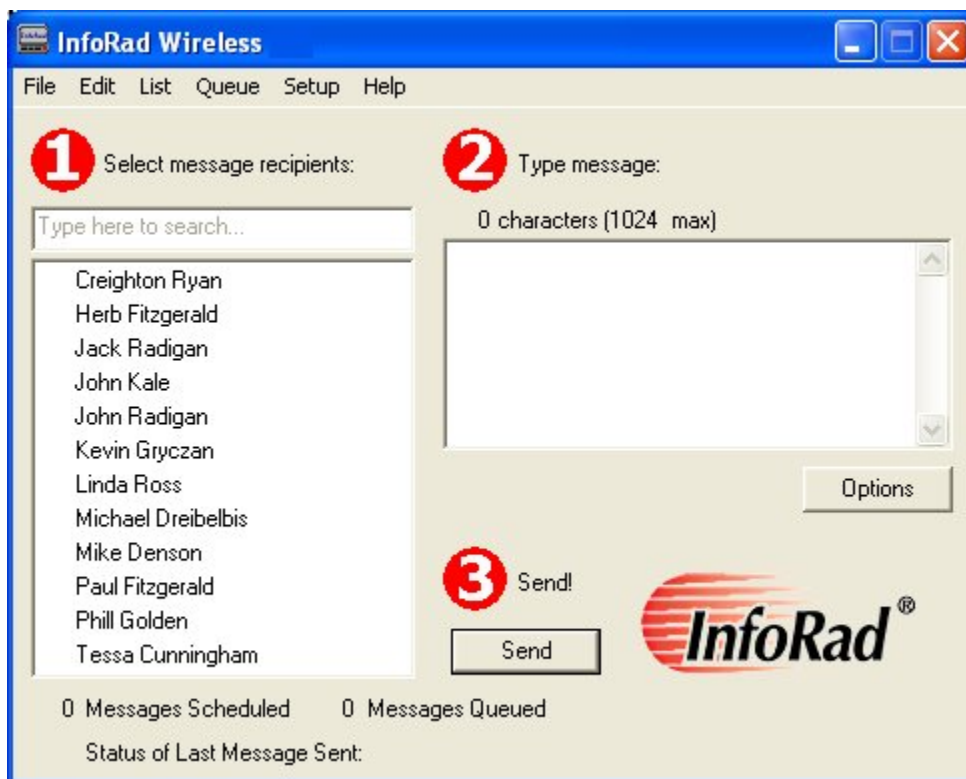 InfoRad Wireless
File Edit List Queue Setup Help
1 Select message recipients:
Type here to search...
Creighton Ryan
Herb Fitzgerald
Jack Radigan
John Kale
John Radigan
Kevin Gryczan
Linda Ross
Michael Dreibelbis
Mike Denson
Paul Fitzgerald
Phill Golden
Tessa Cunningham
2 Type message:
0 characters (1024 max)
Options
3 Send!
Send
InfoRad ®
0 Messages Scheduled 0 Messages Queued
Status of Last Message Sent: